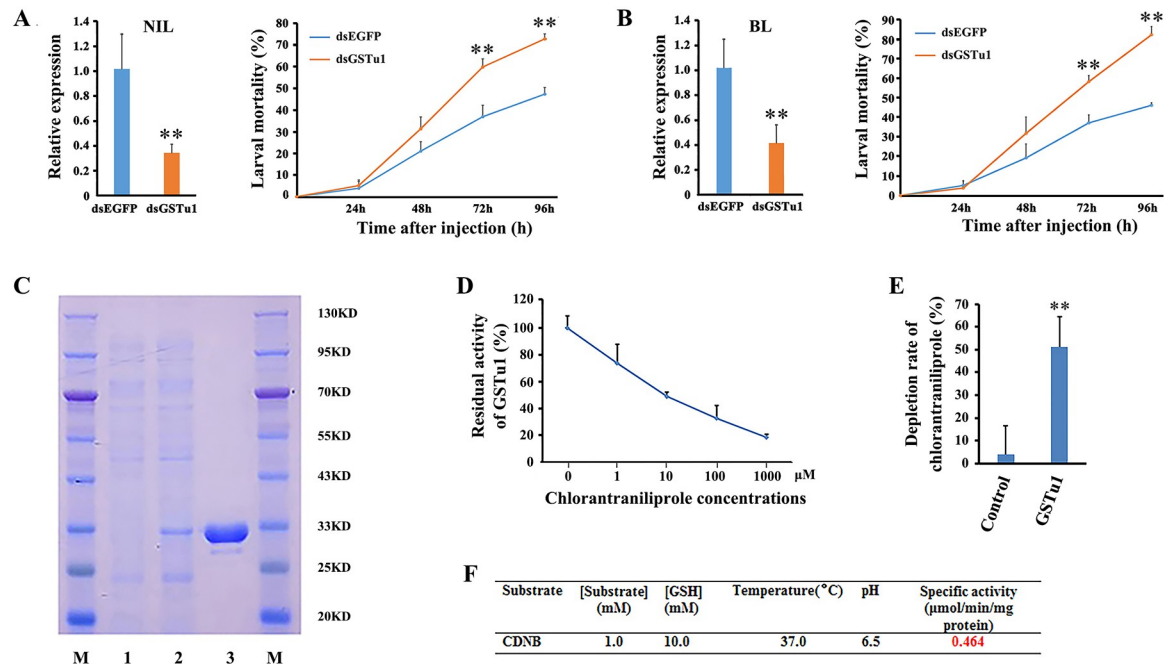 A
NIL
Relative expression
1.4
1.2
1.0
0.8
0.6
0.4
0.2
0
**
dsEGFP dsGSTu1
Larval mortality (%)
80
70
60
50
40
30
20
10
0
dsEGFP
dsGSTu1
**
**
24h 48h 72h 96h
Time after injection (h)
B
BL
Relative expression
1.4
1.2
1.0
0.8
0.6
0.4
0.2
0
**
dsEGFP dsGSTu1
Larval mortality (%)
90
80
70
60
50
40
30
20
10
0
dsEGFP
dsGSTu1
**
**
24h 48h 72h 96h
Time after injection (h)
C
130KD
95KD
70KD
55KD
43KD
33KD
25KD
20KD
M 1 2 3 M
D
Residual activity
of GSTu1 (%)
120
100
80
60
40
20
0 1 10 100 1000 μM
Chlorantraniliprole concentrations
E
Depletion rate of
chlorantraniliprole (%)
70
60
50
40
30
20
10
0
**
Control
GSTu1
F
Substrate [Substrate] [GSH] Temperature(°C) pH Specific activity
(mM) (mM) (μmol/min/mg
protein)
CDNB 1.0 10.0 37.0 6.5 0.464